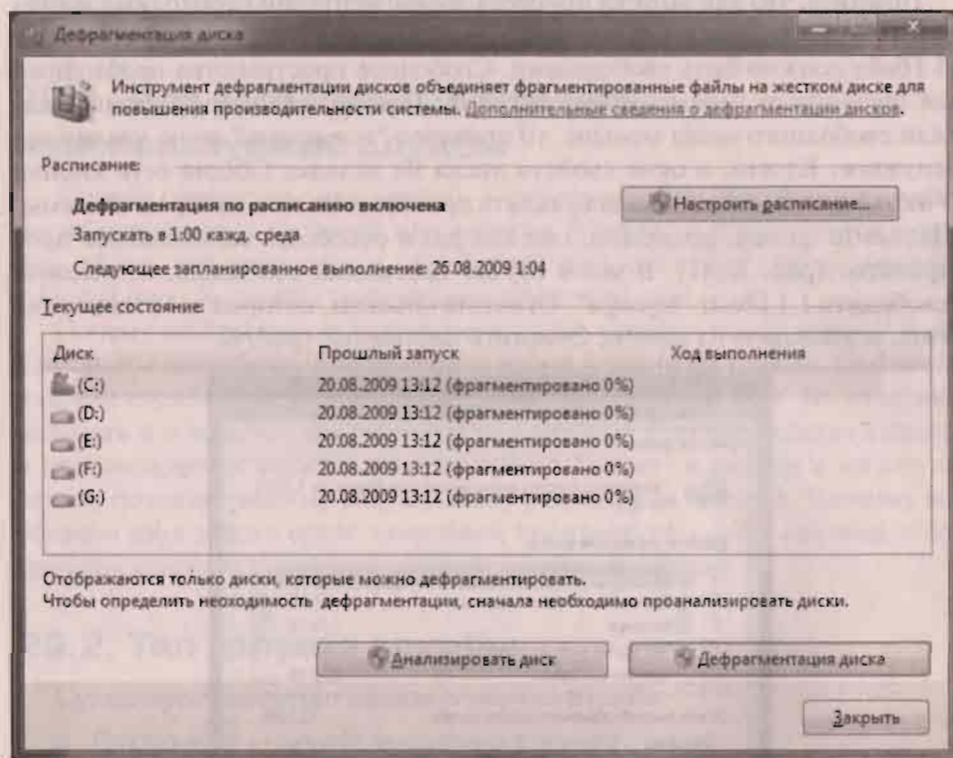 Дефрагментация диска
Инструмент дефрагментации дисков объединяет фрагментированные файлы на жестком диске для
повышения производительности системы. Дополнительные сведения о дефрагментации дисков.
Расписание:
Дефрагментация по расписанию включена
Настроить расписание...
Запускать в 1:00 кажд. среда
Следующее запланированное выполнение: 26.08.2009 1:04
Текущее состояние:
Диск Прошлый запуск Ход выполнения
(C:) 20.08.2009 13:12 (фрагментировано 0%)
(D:) 20.08.2009 13:12 (фрагментировано 0%)
(E:) 20.08.2009 13:12 (фрагментировано 0%)
(F:) 20.08.2009 13:12 (фрагментировано 0%)
(G:) 20.08.2009 13:12 (фрагментировано 0%)
Отображаются только диски, которые можно дефрагментировать.
Чтобы определить неоходимость дефрагментации, сначала необходимо проанализировать диски.
Анализировать диск Дефрагментация диска
Закрыть